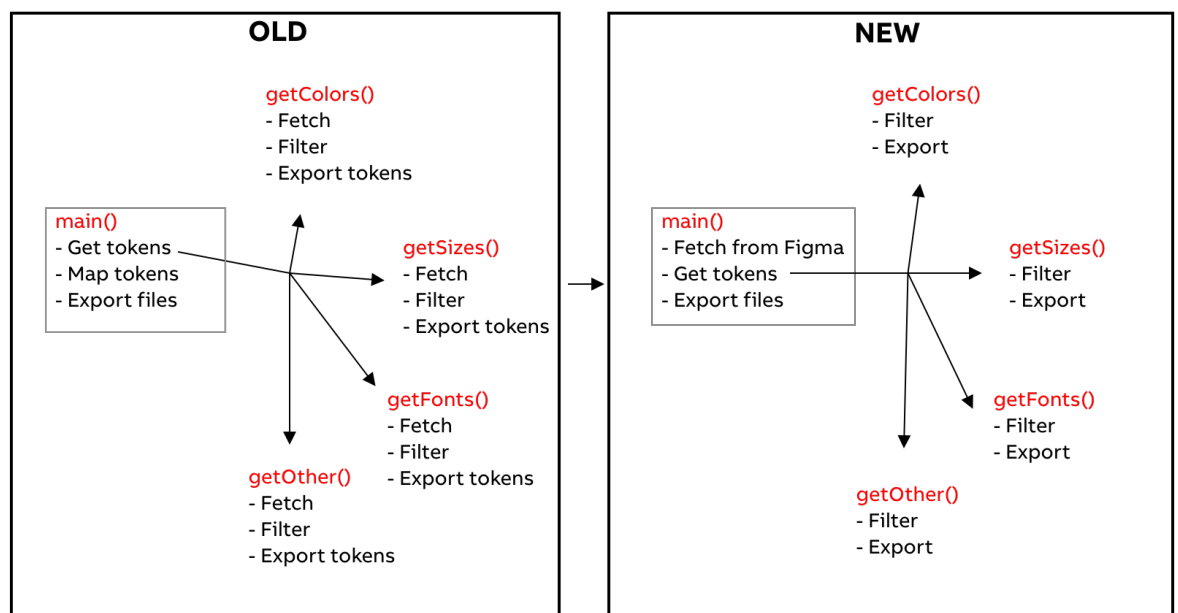 OLD
getColors()
- Fetch
- Filter
- Export tokens
main()
- Get tokens
- Map tokens
- Export files
getSizes()
- Fetch
- Filter
- Export tokens
getFonts()
- Fetch
- Filter
- Export tokens
getOther()
- Fetch
- Filter
- Export tokens
NEW
getColors()
- Filter
- Export
main()
- Fetch from Figma
- Get tokens
- Export files
getSizes()
- Filter
- Export
getFonts()
- Filter
- Export
getOther()
- Filter
- Export